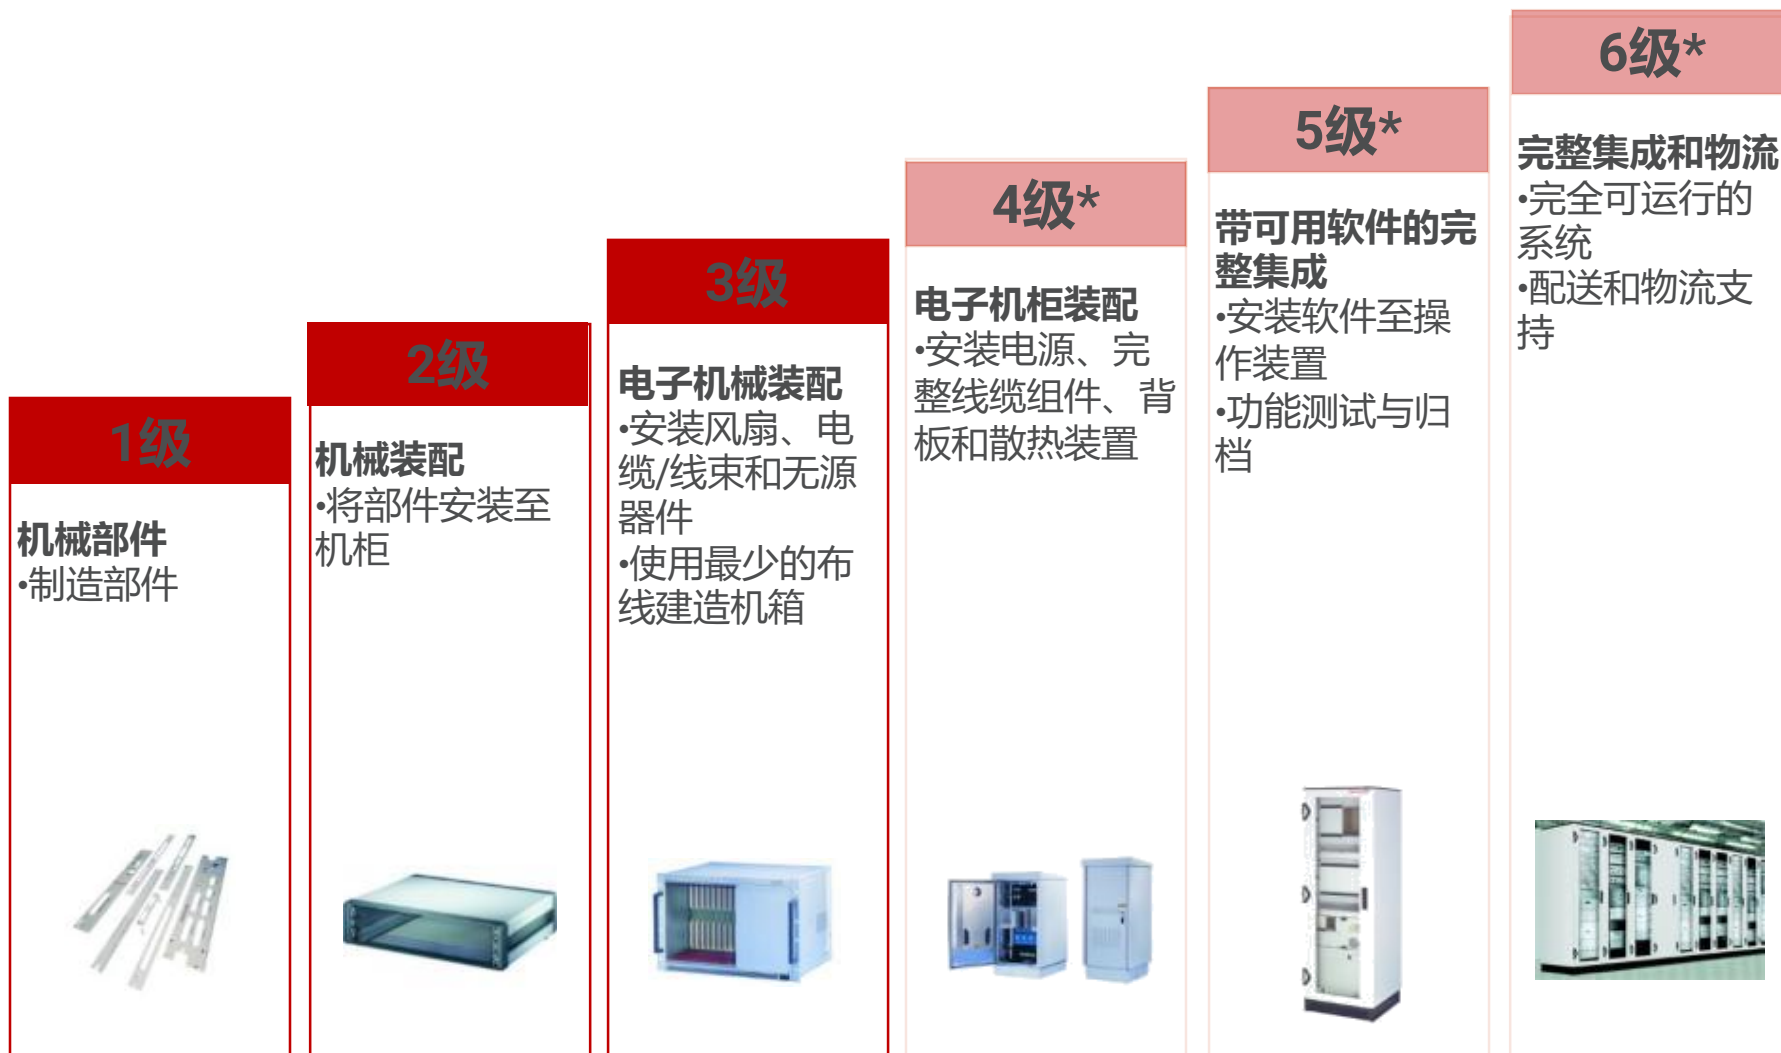 1级
机械部件
•制造部件
2级
机械装配
•将部件安装至
机柜
3级
电子机械装配
•安装风扇、电
缆/线束和无源
器件
•使用最少的布
线建造机箱
4级*
电子机柜装配
•安装电源、完
整线缆组件、背
板和散热装置
5级*
带可用软件的完
整集成
•安装软件至操
作装置
•功能测试与归
档
6级*
完整集成和物流
•完全可运行的
系统
•配送和物流支
持